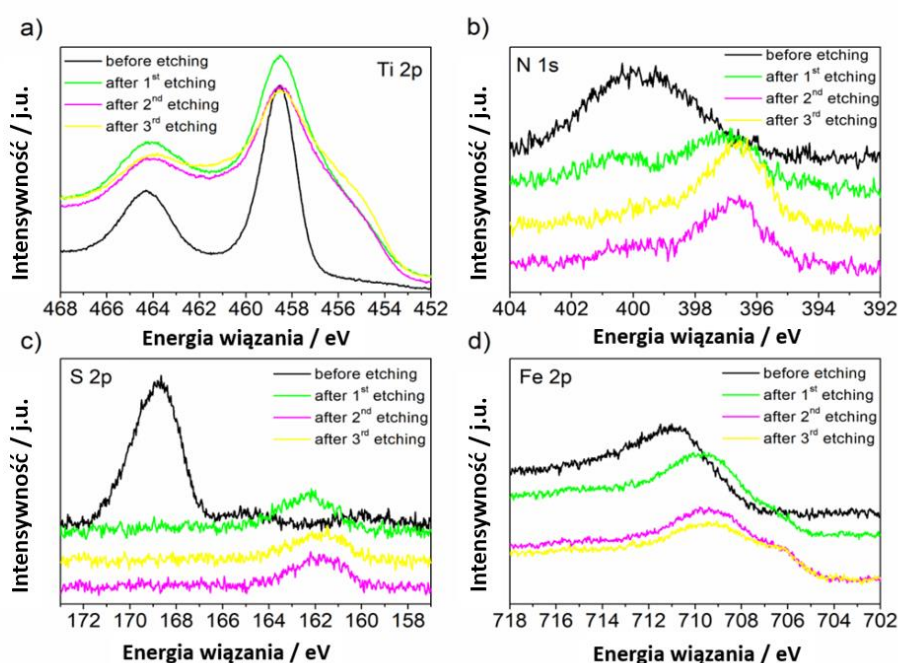 a)
before etching
after 1st etching
after 2nd etching
after 3rd etching
Ti 2p
Intensywność / j.u.
468 466 464 462 460 458 456 454 452
Energia wiązania / eV
b)
N 1s
before etching
after 1st etching
after 2nd etching
after 3rd etching
Intensywność / j.u.
404 402 400 398 396 394 392
Energia wiązania / eV
c)
S 2p
before etching
after 1st etching
after 2nd etching
after 3rd etching
Intensywność / j.u.
172 170 168 166 164 162 160 158
Energia wiązania / eV
d)
Fe 2p
before etching
after 1st etching
after 2nd etching
after 3rd etching
Intensywność / j.u.
718 716 714 712 710 708 706 704 702
Energia wiązania / eV